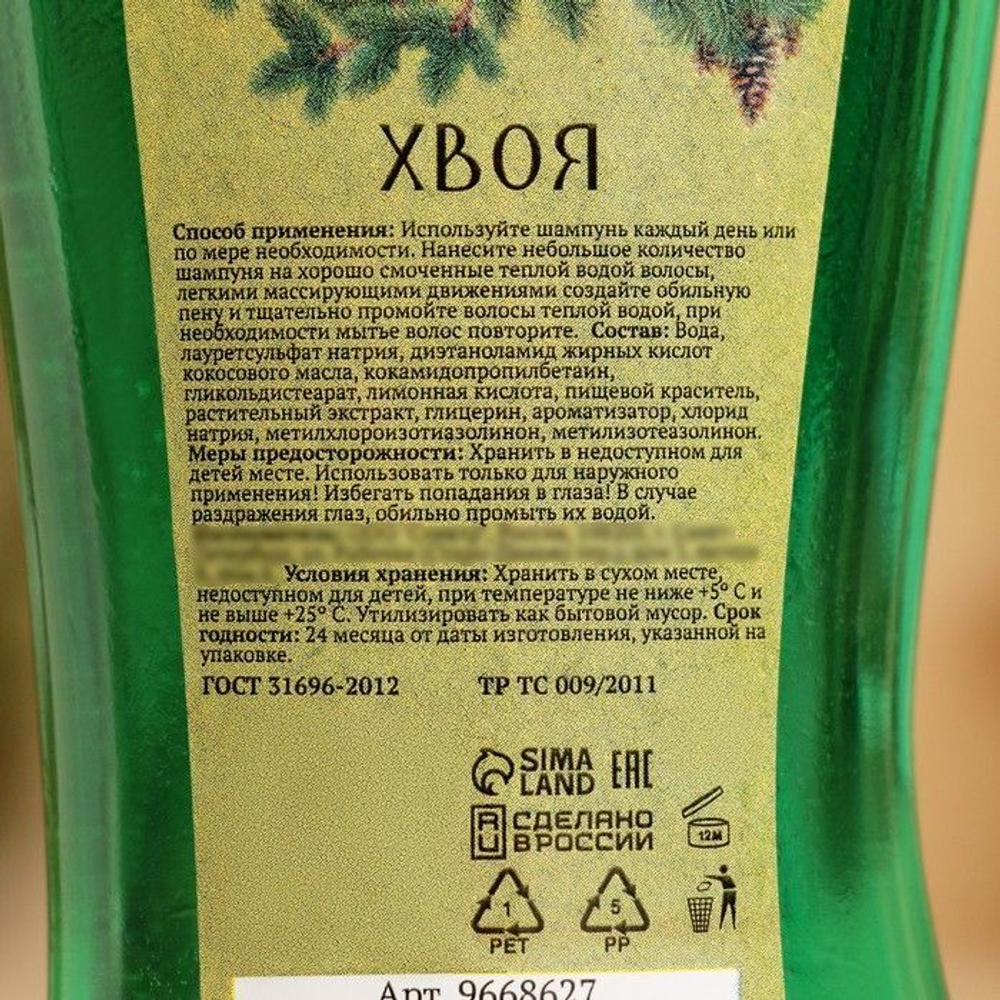 ХВОЯ
Способ применения: Используйте шампунь каждый день или
по мере необходимости. Нанесите небольшое количество
шампуня на хорошо смоченные теплой водой волосы,
легкими массирующими движениями создайте обильную
пену и тщательно промойте волосы теплой водой, при
необходимости мытье волос повторите. Состав: Вода,
лауретсульфат натрия, диэтаноламид жирных кислот
кокосового масла, кокамидопропилбетаин,
гликольдистеарат, лимонная кислота, пищевой краситель,
растительный экстракт, глицерин, ароматизатор, хлорид
натрия, метилхлороизотиазолинон, метилизотеазолинон.
Меры предосторожности: Хранить в недоступном для
детей месте. Использовать только для наружного
применения! Избегать попадания в глаза! В случае
раздражения глаз, обильно промыть их водой.
Условия хранения: Хранить в сухом месте,
недоступном для детей, при температуре не ниже +5° С и
не выше +25° С. Утилизировать как бытовой мусор. Срок
годности: 24 месяца от даты изготовления, указанной на
упаковке.
ГОСТ 31696-2012 ТР ТС 009/2011
SIMA LAND ЕАС
RU СДЕЛАНО В РОССИИ 12М
1 5
PET PP
Арт. 9668627